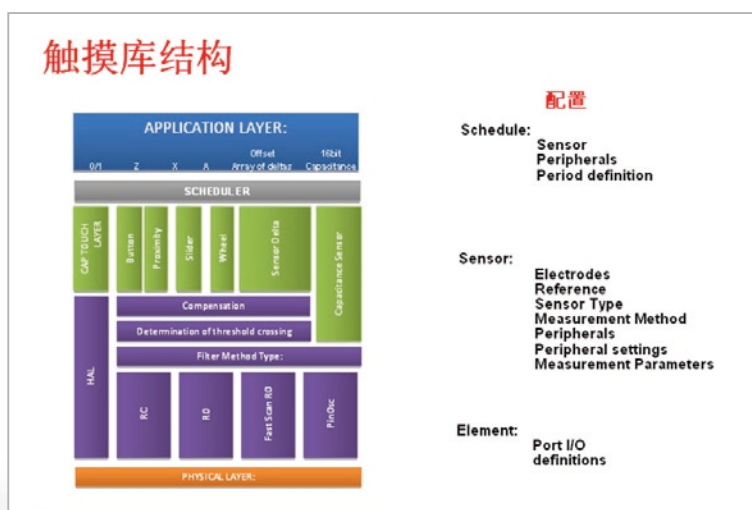 触摸库结构
APPLICATION LAYER:
0/1 Z X A Offset Array of deltas 16bit Capacitance
SCHEDULER
CAP TOUCH LAYER
Button
Proximity
Slider
Wheel
Sensor Delta
Capacitance Sensor
Compensation
Determination of threshold crossing
Filter Method Type:
HAL
RC
RO
Fast Scan RO
PinOsc
PHYSICAL LAYER:
配置
Schedule:
Sensor
Peripherals
Period definition
Sensor:
Electrodes
Reference
Sensor Type
Measurement Method
Peripherals
Peripheral settings
Measurement Parameters
Element:
Port I/O
definitions